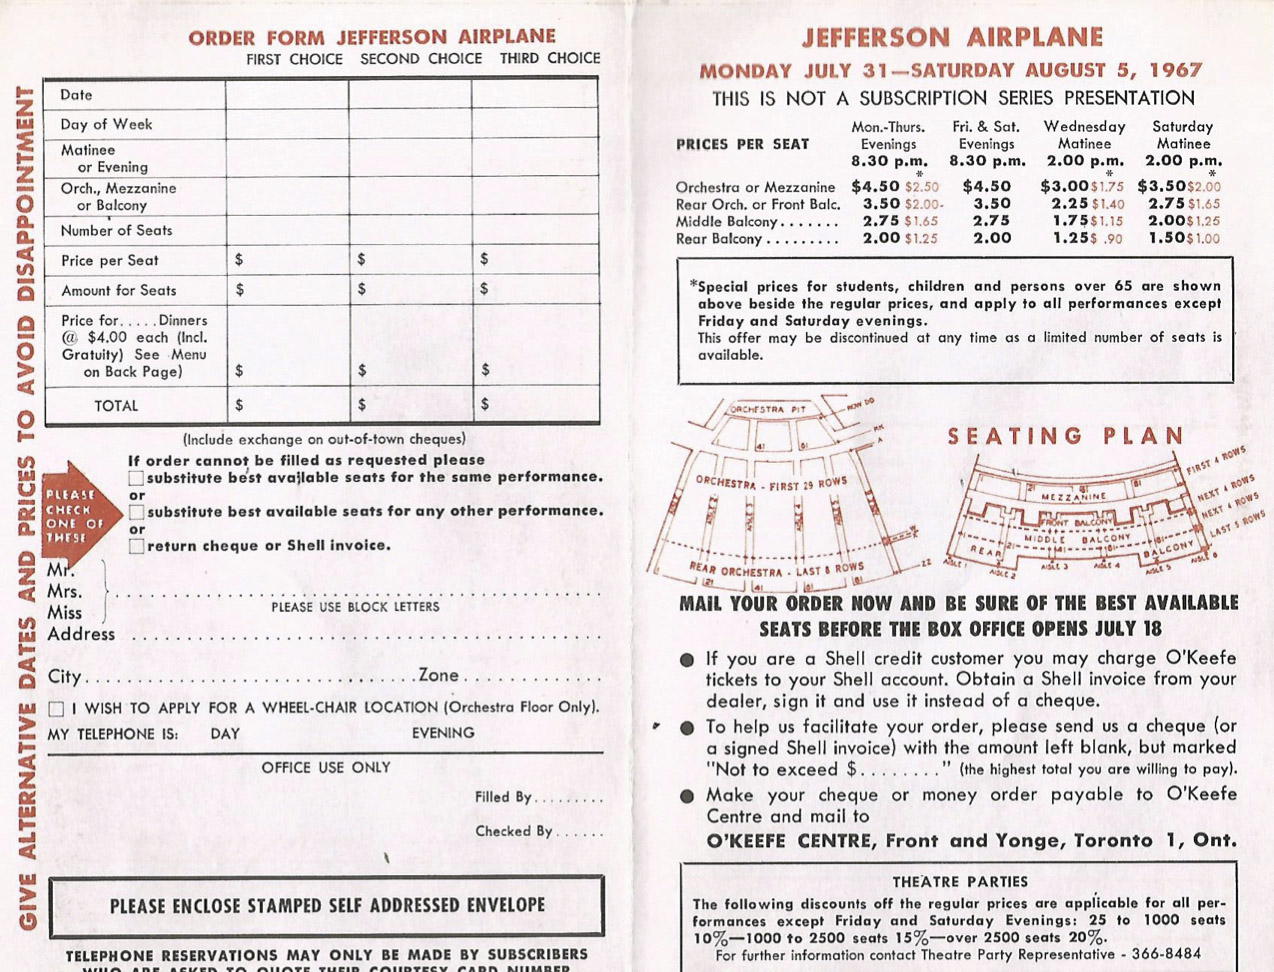 GIVE ALTERNATIVE DATES AND PRICES TO AVOID DISAPPOINTMENT
ORDER FORM JEFFERSON AIRPLANE
FIRST CHOICE SECOND CHOICE THIRD CHOICE
Date
Day of Week
Matinee
or Evening
Orch., Mezzanine
or Balcony
Number of Seats
Price per Seat $ $ $
Amount for Seats $ $ $
Price for.....Dinners
@ $4.00 each (Incl.
Gratuity) See Menu
on Back Page) $ $ $
TOTAL $ $ $
(Include exchange on out-of-town cheques)
If order cannot be filled as requested please
substitute best available seats for the same performance.
or
substitute best available seats for any other performance.
or
return cheque or Shell invoice.
PLEASE
CHECK
ONE OF
THESE
Mr.
Mrs.
Miss
PLEASE USE BLOCK LETTERS
Address
City Zone
I WISH TO APPLY FOR A WHEEL-CHAIR LOCATION (Orchestra Floor Only).
MY TELEPHONE IS: DAY EVENING
OFFICE USE ONLY
Filled By.........
Checked By......
PLEASE ENCLOSE STAMPED SELF ADDRESSED ENVELOPE
TELEPHONE RESERVATIONS MAY ONLY BE MADE BY SUBSCRIBERS
WHO ARE ASKED TO QUOTE THEIR COURTESY CARD NUMBER
JEFFERSON AIRPLANE
MONDAY JULY 31—SATURDAY AUGUST 5, 1967
THIS IS NOT A SUBSCRIPTION SERIES PRESENTATION
Mon.-Thurs. Fri. & Sat. Wednesday Saturday
PRICES PER SEAT Evenings Evenings Matinee Matinee
8.30 p.m. 8.30 p.m. 2.00 p.m. 2.00 p.m.
* * *
Orchestra or Mezzanine $4.50 $2.50 $4.50 $3.00 $1.75 $3.50 $2.00
Rear Orch. or Front Balc. 3.50 $2.00- 3.50 2.25 $1.40 2.75 $1.65
Middle Balcony....... 2.75 $1.65 2.75 1.75 $1.15 2.00 $1.25
Rear Balcony......... 2.00 $1.25 2.00 1.25 $ .90 1.50 $1.00
*Special prices for students, children and persons over 65 are shown
above beside the regular prices, and apply to all performances except
Friday and Saturday evenings.
This offer may be discontinued at any time as a limited number of seats is
available.
SEATING PLAN
ORCHESTRA PIT
ROW DD
A
ORCHESTRA - FIRST 29 ROWS
REAR ORCHESTRA - LAST 8 ROWS
ZZ
MEZZANINE
FRONT BALCONY
MIDDLE BALCONY
REAR BALCONY
FIRST 4 ROWS
NEXT 4 ROWS
NEXT 4 ROWS
LAST 5 ROWS
AISLE 1 AISLE 2 AISLE 3 AISLE 4 AISLE 5 AISLE 6
MAIL YOUR ORDER NOW AND BE SURE OF THE BEST AVAILABLE
SEATS BEFORE THE BOX OFFICE OPENS JULY 18
● If you are a Shell credit customer you may charge O'Keefe
tickets to your Shell account. Obtain a Shell invoice from your
dealer, sign it and use it instead of a cheque.
● To help us facilitate your order, please send us a cheque (or
a signed Shell invoice) with the amount left blank, but marked
"Not to exceed $........" (the highest total you are willing to pay).
● Make your cheque or money order payable to O'Keefe
Centre and mail to
O'KEEFE CENTRE, Front and Yonge, Toronto 1, Ont.
THEATRE PARTIES
The following discounts off the regular prices are applicable for all per-
formances except Friday and Saturday Evenings: 25 to 1000 seats
10%—1000 to 2500 seats 15%—over 2500 seats 20%.
For further information contact Theatre Party Representative - 366-8484